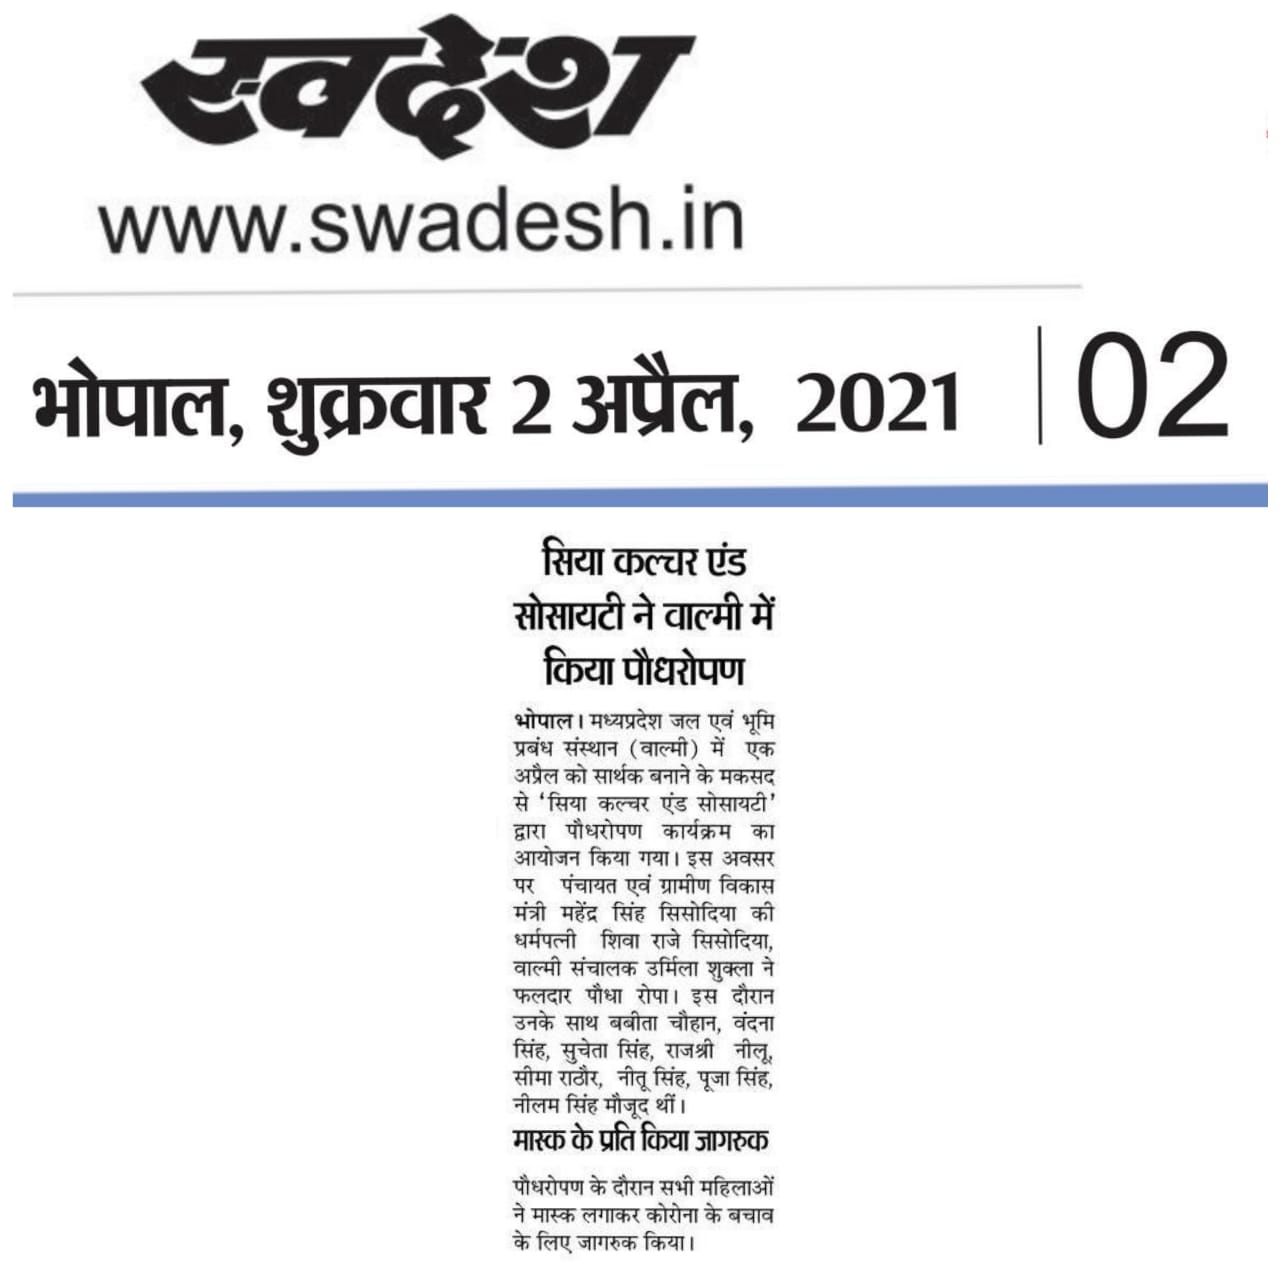 स्वदेश
www.swadesh.in
भोपाल, शुक्रवार 2 अप्रैल, 2021 02
सिया कल्चर एंड
सोसायटी ने वाल्मी में
किया पौधरोपण
भोपाल। मध्यप्रदेश जल एवं भूमि
प्रबंध संस्थान (वाल्मी) में एक
अप्रैल को सार्थक बनाने के मकसद
से ‘सिया कल्चर एंड सोसायटी’
द्वारा पौधरोपण कार्यक्रम का
आयोजन किया गया। इस अवसर
पर पंचायत एवं ग्रामीण विकास
मंत्री महेंद्र सिंह सिसोदिया की
धर्मपत्नी शिवा राजे सिसोदिया,
वाल्मी संचालक उर्मिला शुक्ला ने
फलदार पौधा रोपा। इस दौरान
उनके साथ बबीता चौहान, वंदना
सिंह, सुचेता सिंह, राजश्री नीलू,
सीमा राठौर, नीतू सिंह, पूजा सिंह,
नीलम सिंह मौजूद थीं।
मास्क के प्रति किया जागरुक
पौधरोपण के दौरान सभी महिलाओं
ने मास्क लगाकर कोरोना के बचाव
के लिए जागरुक किया।